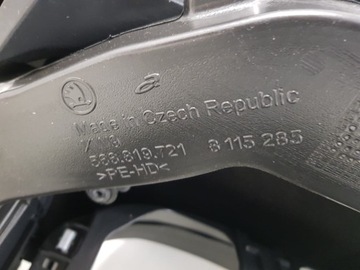 Made in Czech Republic
568.819.721 8 115 285
>PE-HD<